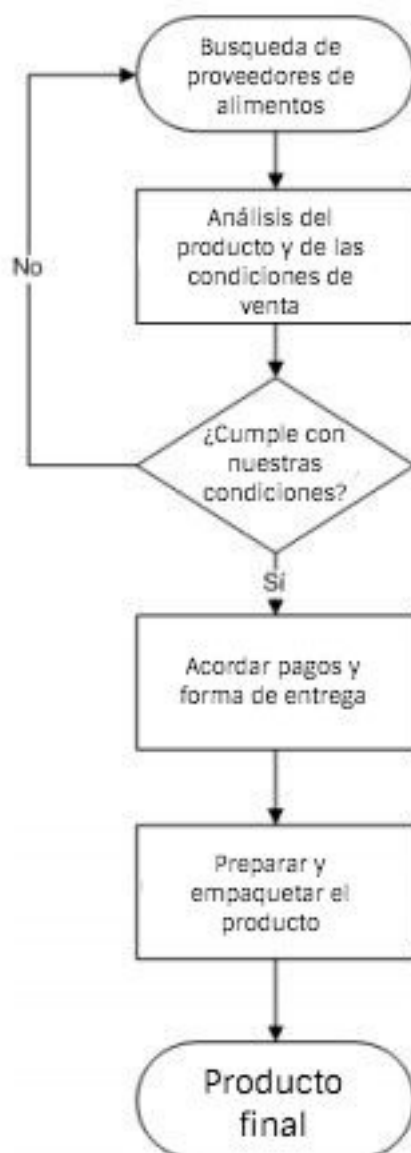 Busqueda de
proveedores de
alimentos
Análisis del
producto y de las
condiciones de
venta
No
¿Cumple con
nuestras
condiciones?
Sí
Acordar pagos y
forma de entrega
Preparar y
empaquetar el
producto
Producto
final